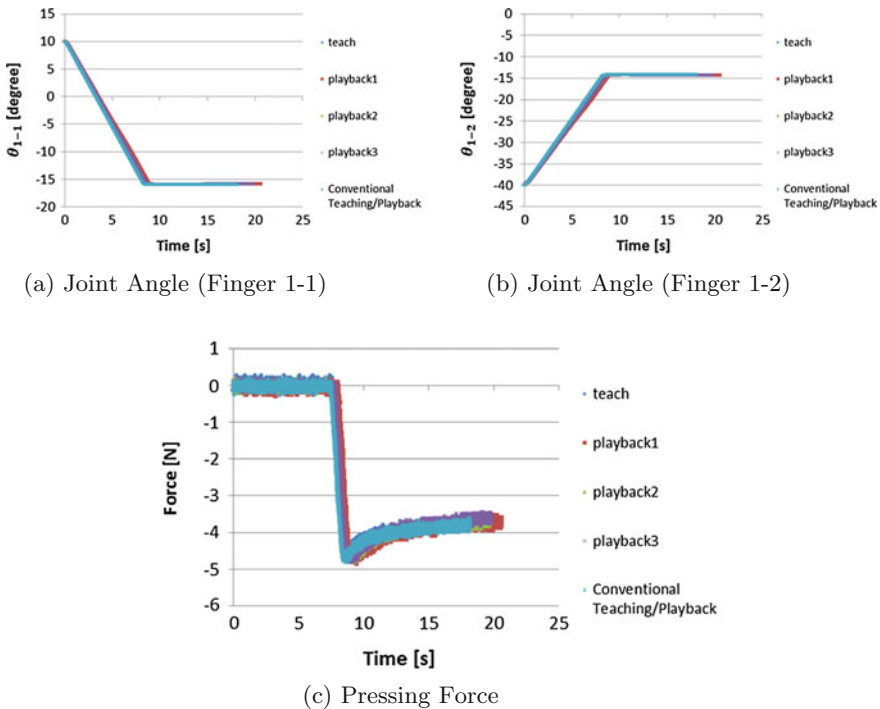 15
10
5
0
-5
-10
-15
-20
0 5 10 15 20 25
θ1-1 [degree]
Time [s]
teach
playback1
playback2
playback3
Conventional
Teaching/Playback
(a) Joint Angle (Finger 1-1)
0
-5
-10
-15
-20
-25
-30
-35
-40
-45
0 5 10 15 20 25
θ1-2 [degree]
Time [s]
teach
playback1
playback2
playback3
Conventional
Teaching/Playback
(b) Joint Angle (Finger 1-2)
1
0
-1
-2
-3
-4
-5
-6
0 5 10 15 20 25
Force [N]
Time [s]
teach
playback1
playback2
playback3
Conventional
Teaching/Playback
(c) Pressing Force